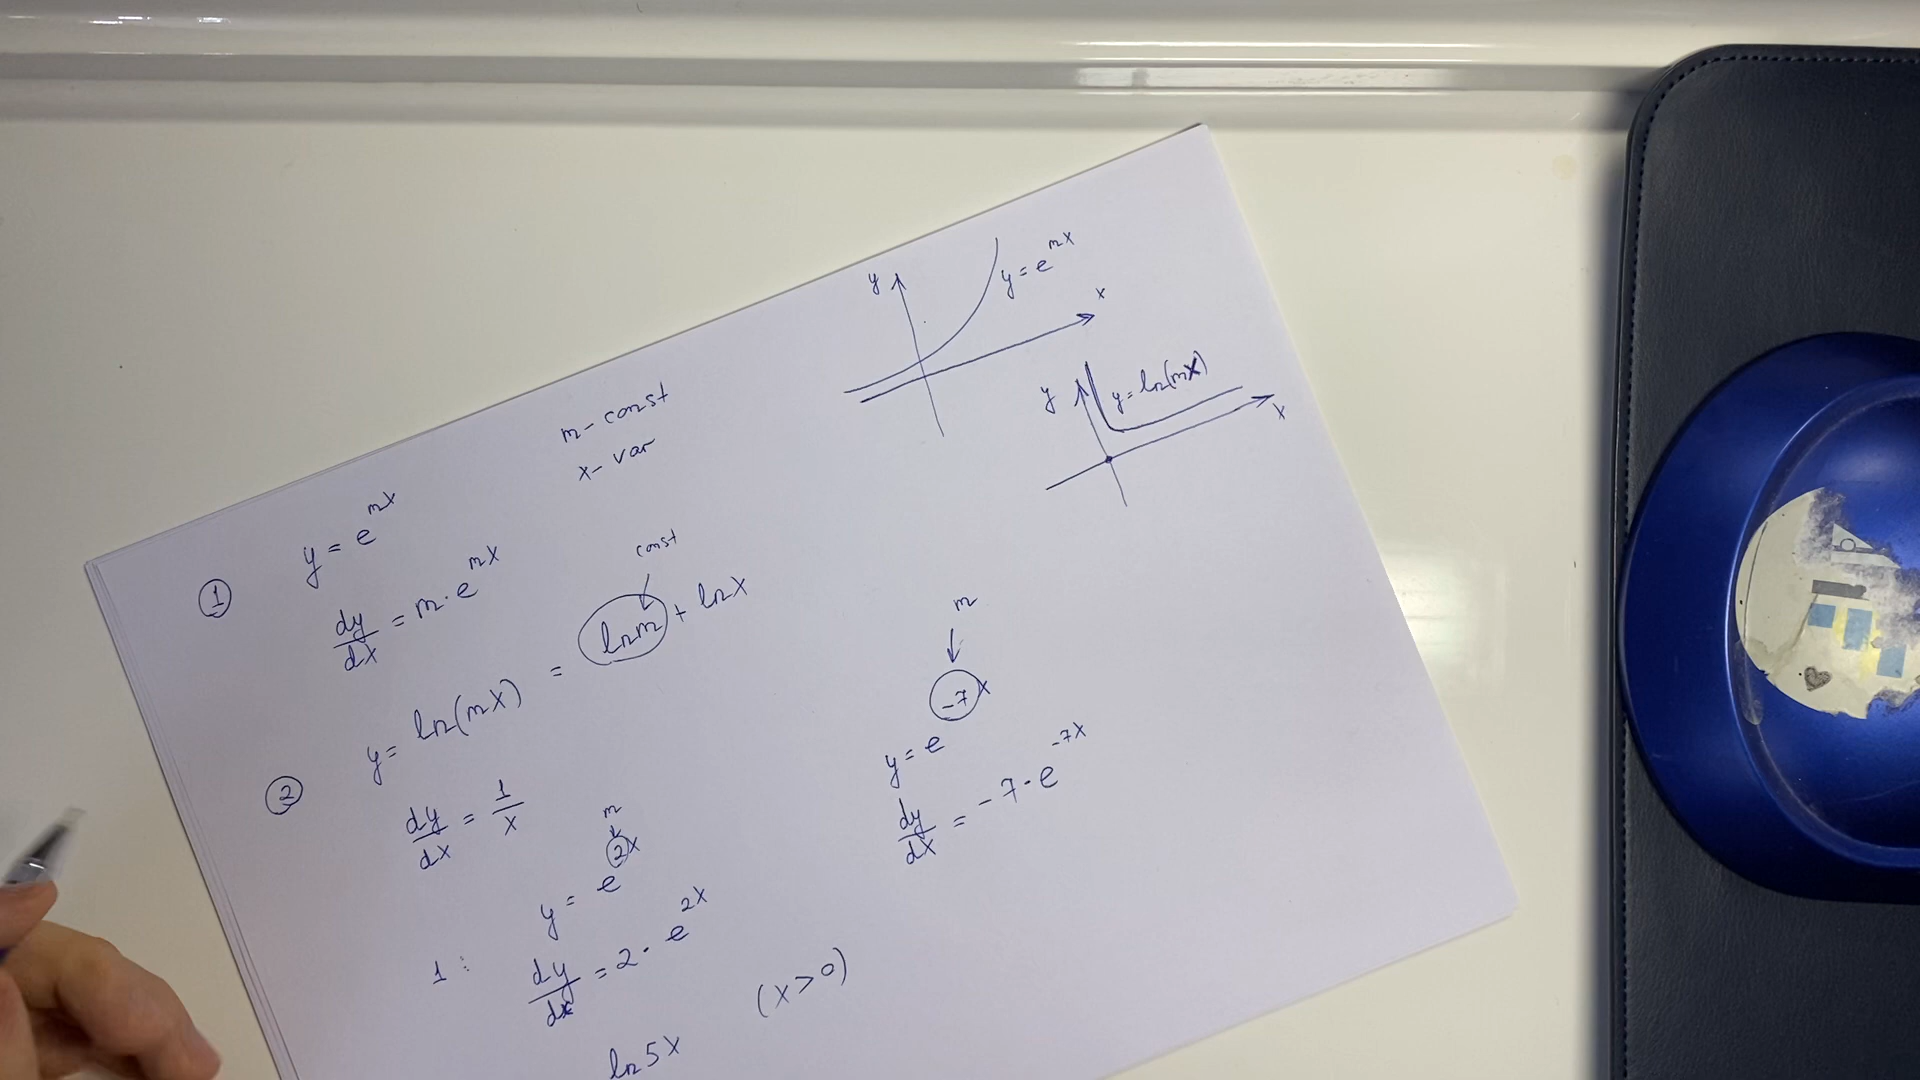 y
y = e^{mx}
x
y
y = ln(mx)
x
m - const
x - var
① y = e^{mx}
dy/dx = m · e^{mx}
const
② y = ln(mx) = ln m + ln x
dy/dx = 1/x
m
y = e^{-7x}
dy/dx = -7 · e^{-7x}
m
1: y = e^{2x}
dy/dx = 2 · e^{2x}
ln 5x (x > 0)